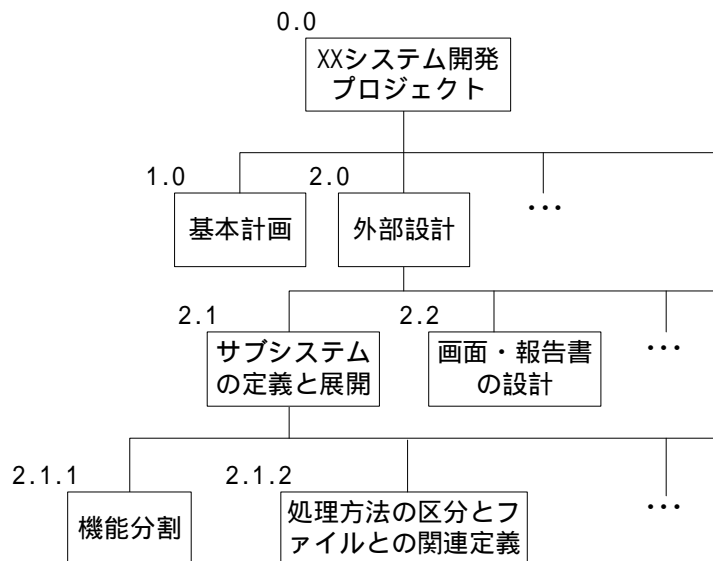 0.0
XXシステム開発
プロジェクト
1.0
基本計画
2.0
外部設計
…
2.1
サブシステム
の定義と展開
2.2
画面・報告書
の設計
…
2.1.1
機能分割
2.1.2
処理方法の区分とフ
ァイルとの関連定義
…